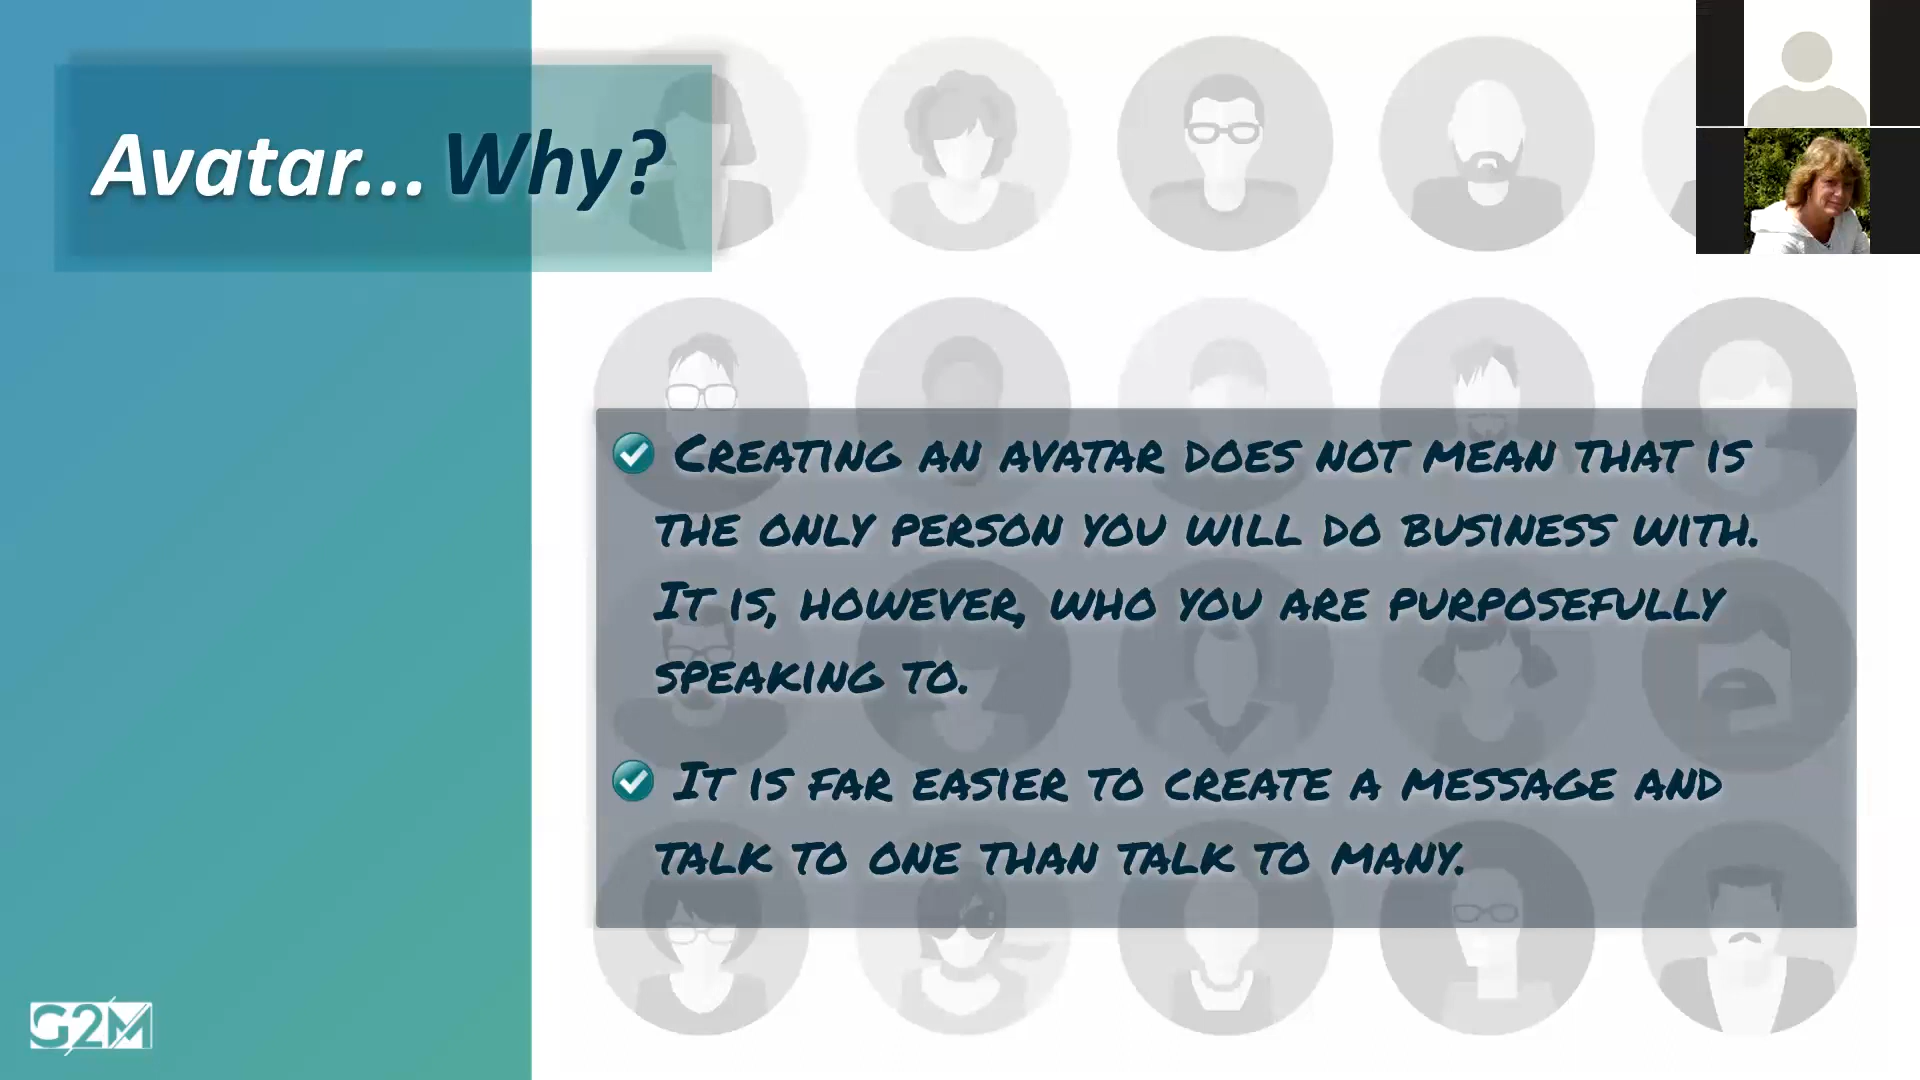 Avatar... Why?
Creating an avatar does not mean that is
the only person you will do business with.
It is, however, who you are purposefully
speaking to.
It is far easier to create a message and
talk to one than talk to many.
G2M